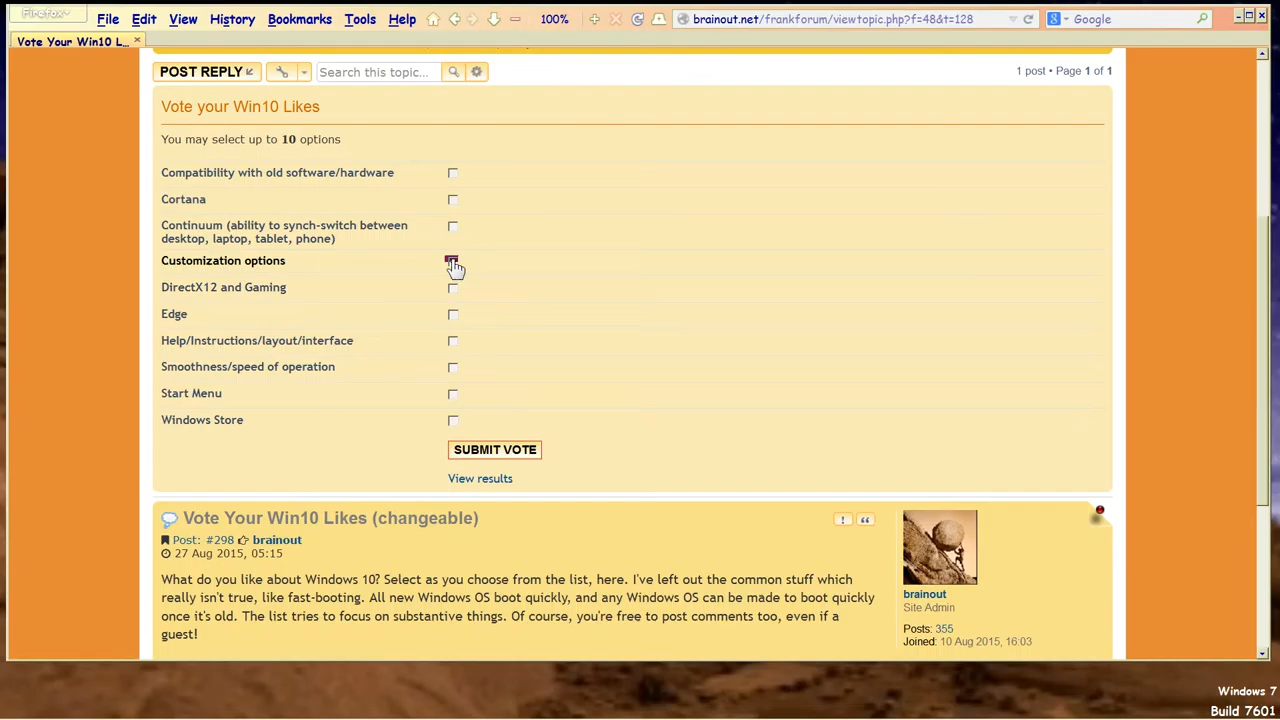 Firefox
File Edit View History Bookmarks Tools Help 100% brainout.net/frankforum/viewtopic.php?f=48&t=128 Google
Vote Your Win10 L...
POST REPLY Search this topic... 1 post • Page 1 of 1
Vote your Win10 Likes
You may select up to 10 options
Compatibility with old software/hardware
Cortana
Continuum (ability to synch-switch between
desktop, laptop, tablet, phone)
Customization options
DirectX12 and Gaming
Edge
Help/Instructions/layout/interface
Smoothness/speed of operation
Start Menu
Windows Store
SUBMIT VOTE
View results
Vote Your Win10 Likes (changeable)
Post: #298 brainout
27 Aug 2015, 05:15
What do you like about Windows 10? Select as you choose from the list, here. I've left out the common stuff which
really isn't true, like fast-booting. All new Windows OS boot quickly, and any Windows OS can be made to boot quickly
once it's old. The list tries to focus on substantive things. Of course, you're free to post comments too, even if a
guest!
brainout
Site Admin
Posts: 355
Joined: 10 Aug 2015, 16:03
Windows 7
Build 7601